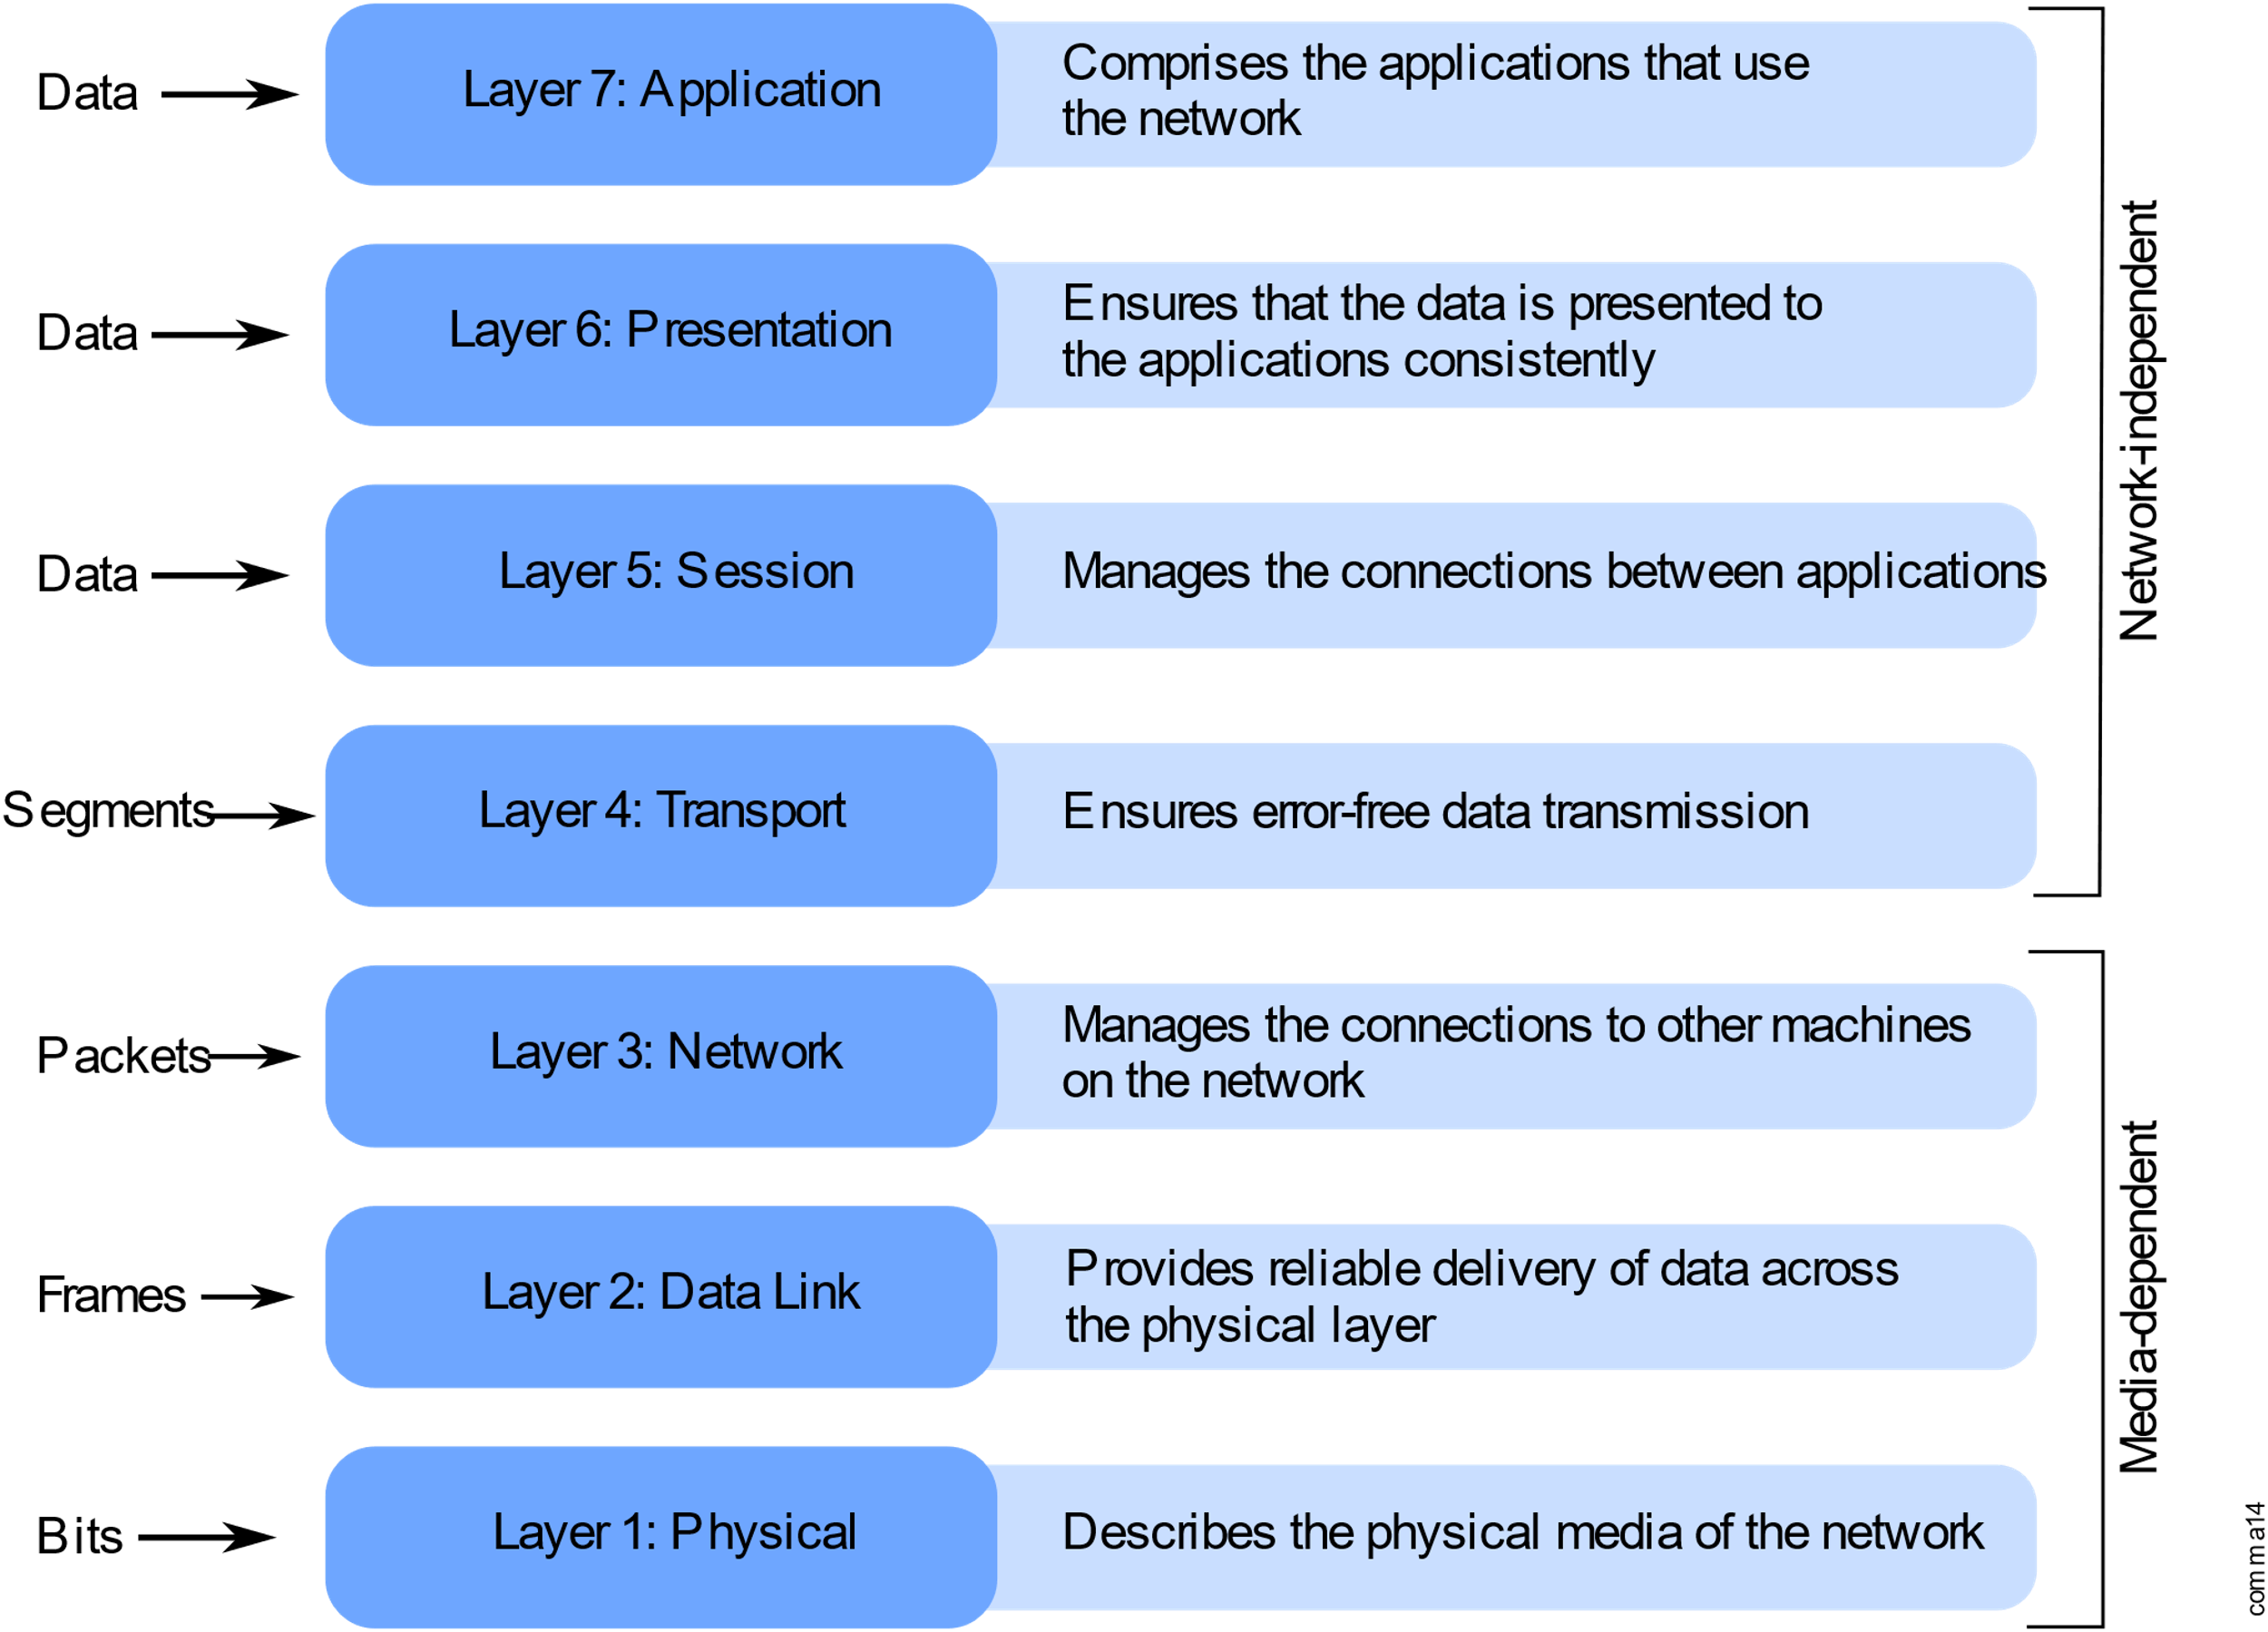 Data
Layer 7: Application
Comprises the applications that use
the network
Data
Layer 6: Presentation
Ensures that the data is presented to
the applications consistently
Data
Layer 5: Session
Manages the connections between applications
Segments
Layer 4: Transport
Ensures error-free data transmission
Network-independent
Packets
Layer 3: Network
Manages the connections to other machines
on the network
Frames
Layer 2: Data Link
Provides reliable delivery of data across
the physical layer
Bits
Layer 1: Physical
Describes the physical media of the network
Media-dependent
comma14